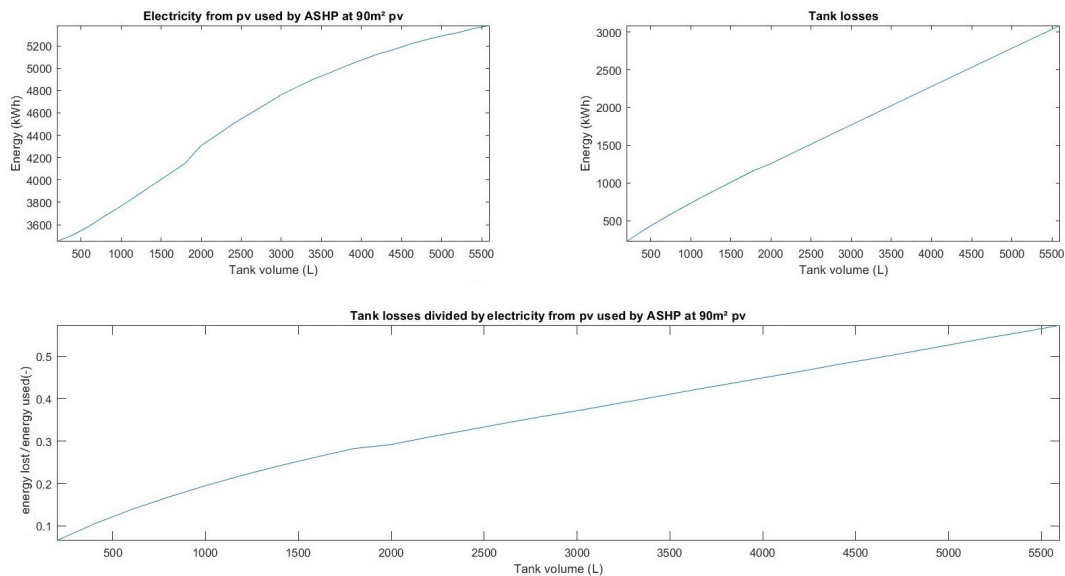 Electricity from pv used by ASHP at 90m² pv
5200
5000
4800
4600
4400
4200
4000
3800
3600
Energy (kWh)
500 1000 1500 2000 2500 3000 3500 4000 4500 5000 5500
Tank volume (L)
Tank losses
3000
2500
2000
1500
1000
500
Energy (kWh)
500 1000 1500 2000 2500 3000 3500 4000 4500 5000 5500
Tank volume (L)
Tank losses divided by electricity from pv used by ASHP at 90m² pv
0.5
0.4
0.3
0.2
0.1
energy lost/energy used(-)
500 1000 1500 2000 2500 3000 3500 4000 4500 5000 5500
Tank volume (L)